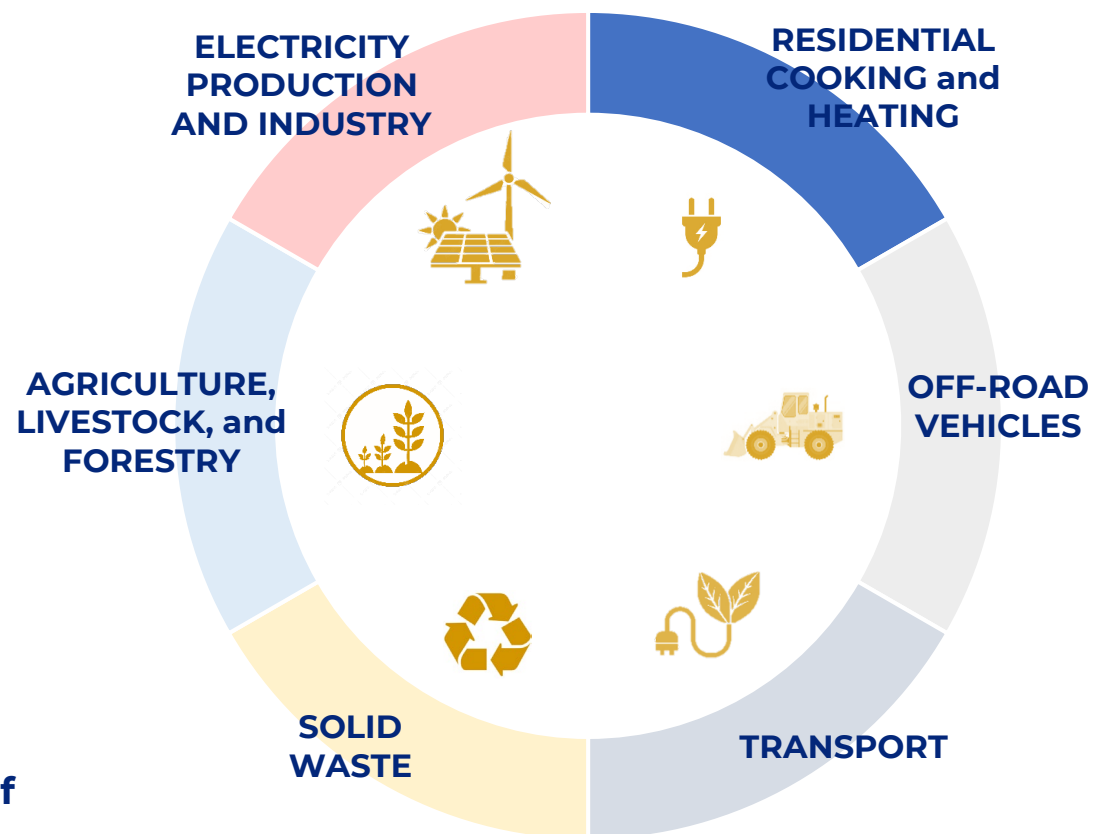 ELECTRICITY
PRODUCTION
AND INDUSTRY
RESIDENTIAL
COOKING and
HEATING
AGRICULTURE,
LIVESTOCK, and
FORESTRY
OFF-ROAD
VEHICLES
SOLID
WASTE
TRANSPORT
f